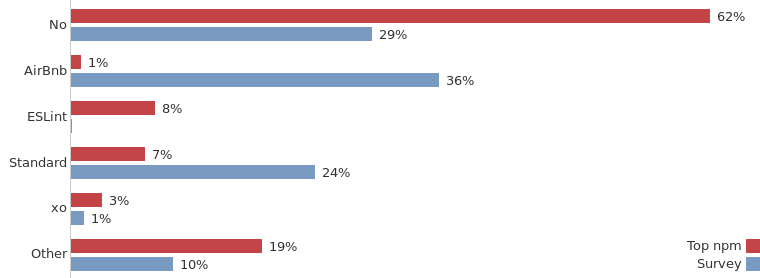 No
62%
29%
AirBnb
1%
36%
ESLint
8%
Standard
7%
24%
xo
3%
1%
Other
19%
10%
Top npm
Survey